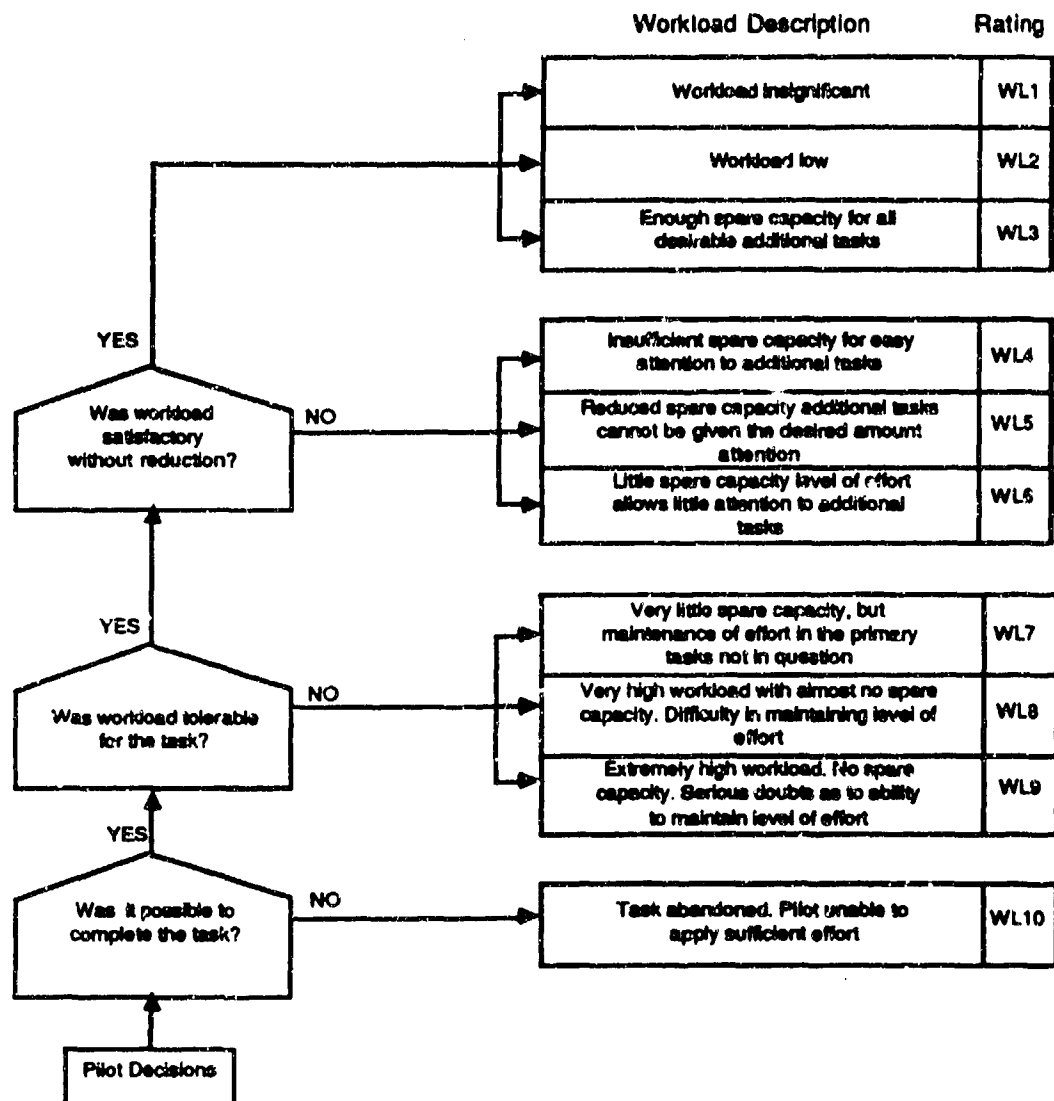 Workload Description Rating
Workload insignificant WL1
Workload low WL2
Enough spare capacity for all
desirable additional tasks
WL3
YES
Insufficient spare capacity for easy
attention to additional tasks
WL4
Was workload
satisfactory
without reduction?
NO
Reduced spare capacity additional tasks
cannot be given the desired amount
attention
WL5
Little spare capacity level of effort
allows little attention to additional
tasks
WL6
YES
Very little spare capacity, but
maintenance of effort in the primary
tasks not in question
WL7
Was workload tolerable
for the task?
NO
Very high workload with almost no spare
capacity. Difficulty in maintaining level of
effort
WL8
Extremely high workload. No spare
capacity. Serious doubts as to ability
to maintain level of effort
WL9
YES
Was it possible to
complete the task?
NO
Task abandoned. Pilot unable to
apply sufficient effort
WL10
Pilot Decisions